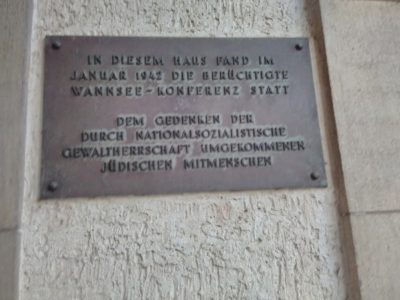 IN DIESEM HAUS FAND IM
JANUAR 1942 DIE BERÜCHTIGTE
WANNSEE-KONFERENZ STATT
DEM GEDENKEN DER
DURCH NATIONALSOZIALISTISCHE
GEWALTHERRSCHAFT UMGEKOMMENEN
JÜDISCHEN MITMENSCHEN